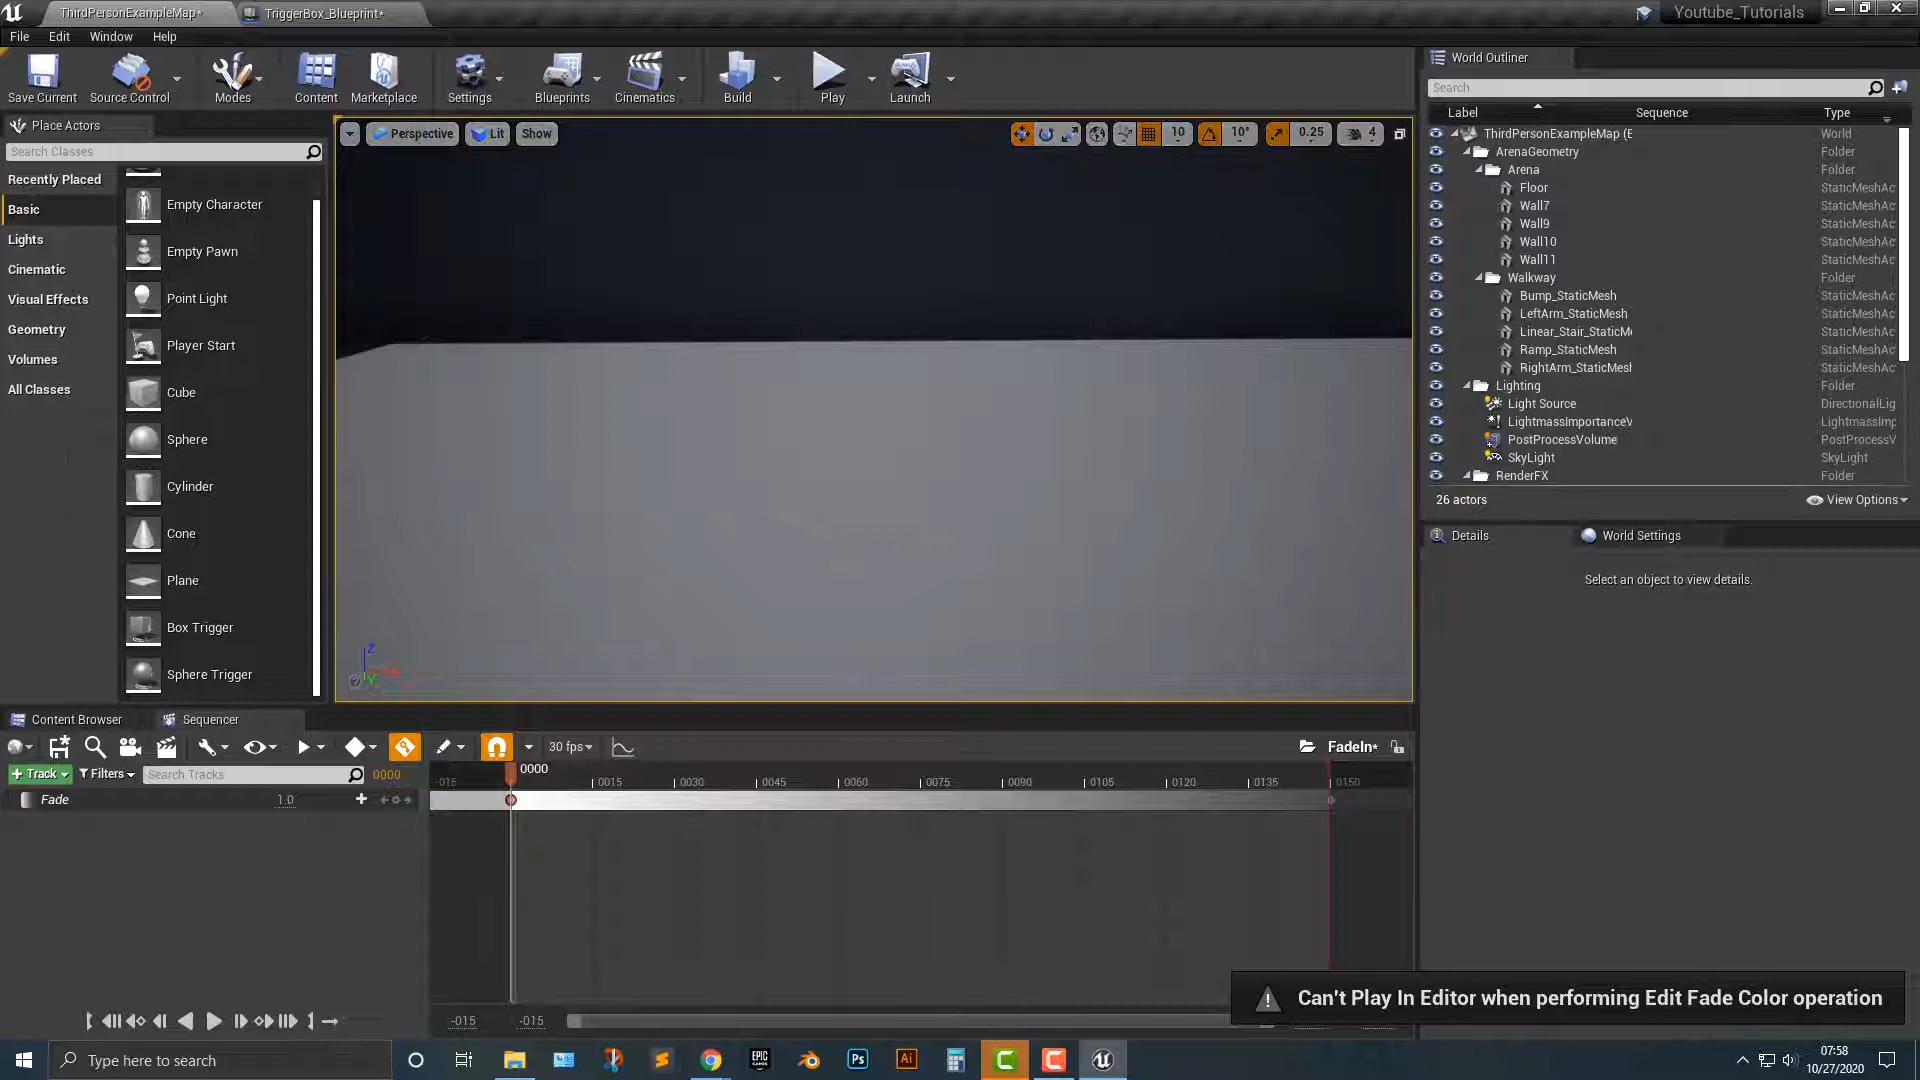 ThirdPersonExampleMap*
TriggerBox_Blueprint*
Youtube_Tutorials
File Edit Window Help
Save Current
Source Control
Modes
Content
Marketplace
Settings
Blueprints
Cinematics
Build
Play
Launch
Place Actors
Search Classes
Recently Placed
Basic
Lights
Cinematic
Visual Effects
Geometry
Volumes
All Classes
Empty Character
Empty Pawn
Point Light
Player Start
Cube
Sphere
Cylinder
Cone
Plane
Box Trigger
Sphere Trigger
Perspective Lit Show
10 10° 0.25 4
Z
Y
World Outliner
Search
Label Sequence Type
ThirdPersonExampleMap (E World
ArenaGeometry Folder
Arena Folder
Floor StaticMeshAc
Wall7 StaticMeshAc
Wall9 StaticMeshAc
Wall10 StaticMeshAc
Wall11 StaticMeshAc
Walkway Folder
Bump_StaticMesh StaticMeshAc
LeftArm_StaticMesh StaticMeshAc
Linear_Stair_StaticMe StaticMeshAc
Ramp_StaticMesh StaticMeshAc
RightArm_StaticMesh StaticMeshAc
Lighting Folder
Light Source DirectionalLig
LightmassImportanceV LightmassImp
PostProcessVolume PostProcessV
SkyLight SkyLight
RenderFX Folder
26 actors View Options
Details World Settings
Select an object to view details.
Content Browser Sequencer
30 fps
FadeIn*
+ Track Filters Search Tracks 0000
0000
-015 0015 0030 0045 0060 0075 0090 0105 0120 0135 0150
Fade 1.0
-015 -015
Can't Play In Editor when performing Edit Fade Color operation
Type here to search
EPIC GAMES
Ps
Ai
07:58
10/27/2020